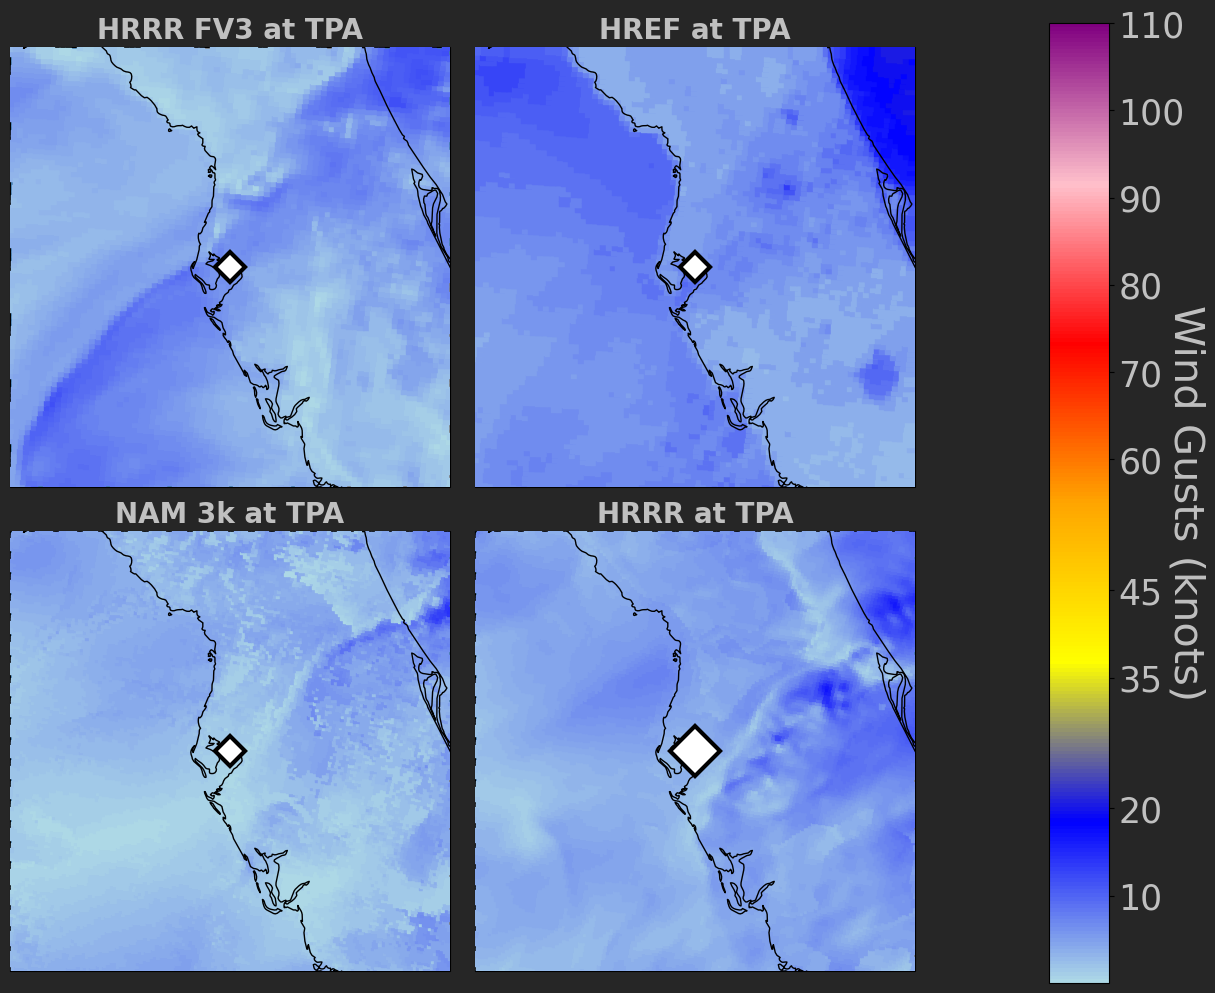 HRRR FV3 at TPA
HREF at TPA
NAM 3k at TPA
HRRR at TPA
110
100
90
80
70
60
45
35
20
10
Wind Gusts (knots)